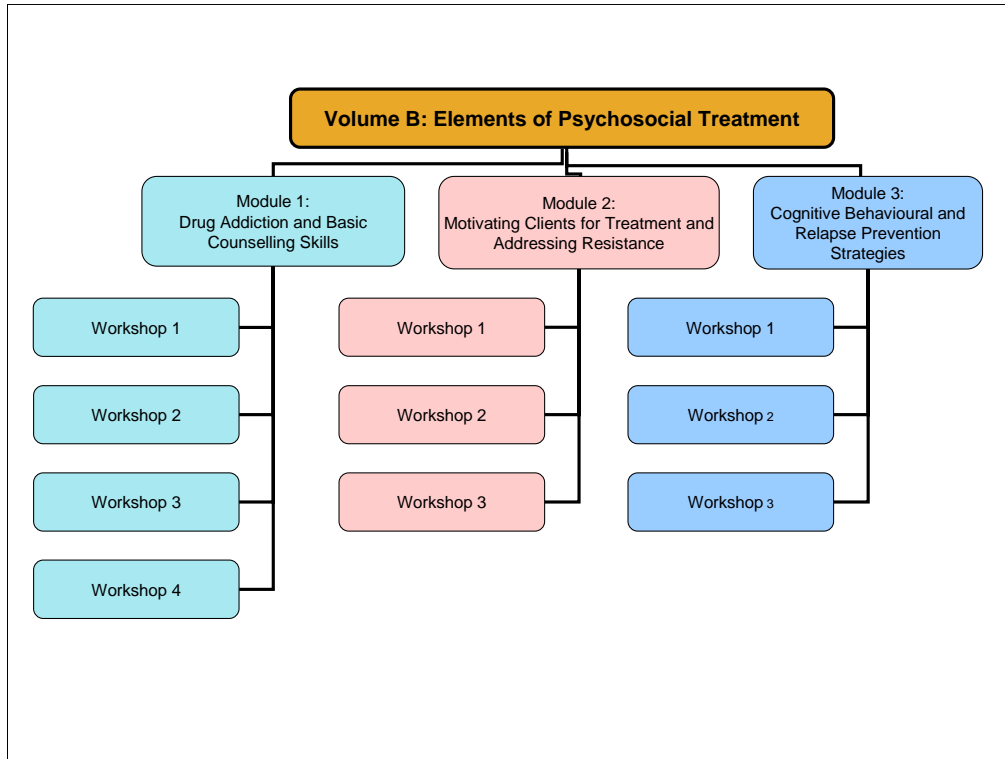 Volume B: Elements of Psychosocial Treatment
Module 1:
Drug Addiction and Basic
Counselling Skills
Workshop 1
Workshop 2
Workshop 3
Workshop 4
Module 2:
Motivating Clients for Treatment and
Addressing Resistance
Workshop 1
Workshop 2
Workshop 3
Module 3:
Cognitive Behavioural and
Relapse Prevention
Strategies
Workshop 1
Workshop 2
Workshop 3